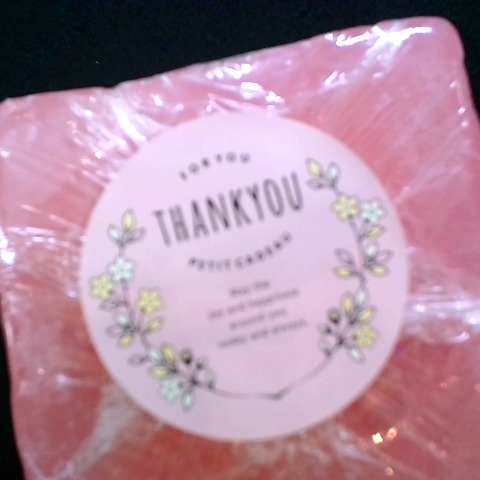 FOR YOU
THANKYOU
PETIT CADEAU
May the
joy and happiness
around you
today and always.